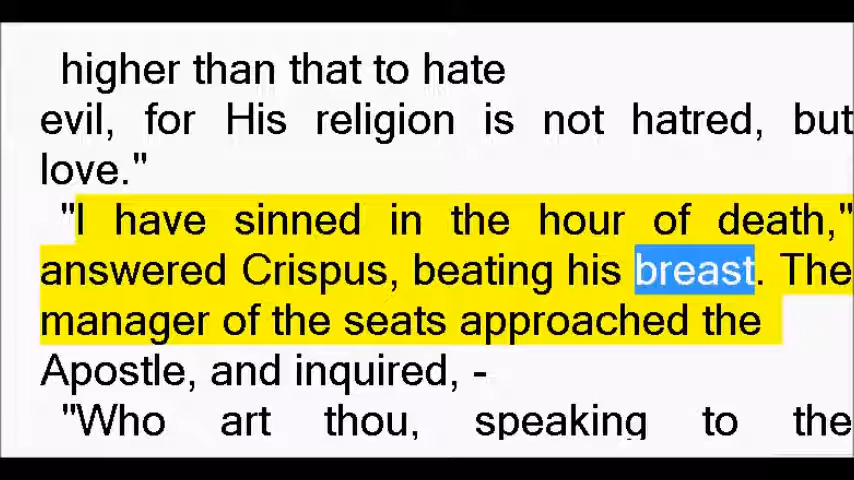 higher than that to hate
evil, for His religion is not hatred, but
love."
"I have sinned in the hour of death,"
answered Crispus, beating his breast. The
manager of the seats approached the
Apostle, and inquired, -
"Who art thou, speaking to the